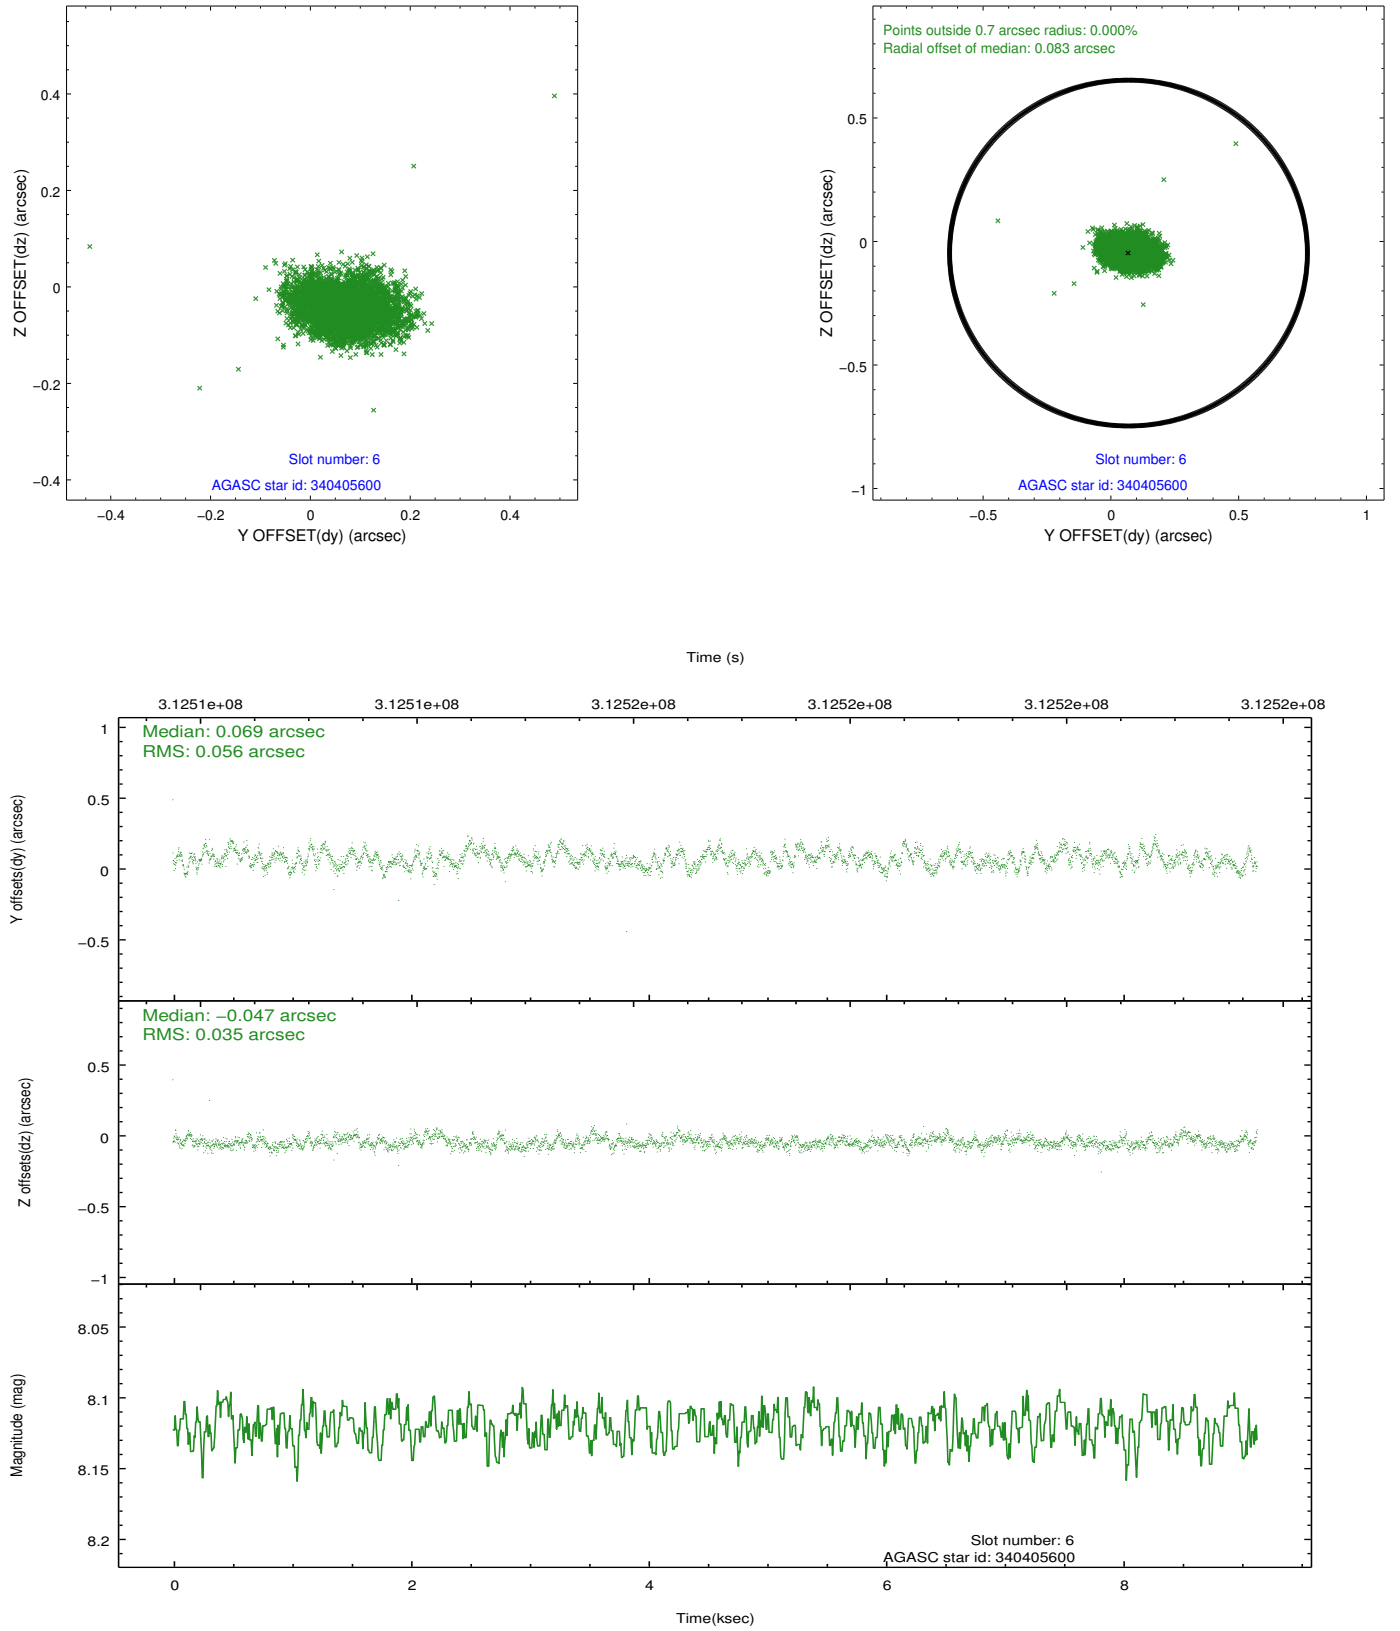 0.4
0.2
0
−0.2
−0.4
Z OFFSET(dz) (arcsec)
Slot number: 6
AGASC star id: 340405600
−0.4 −0.2 0 0.2 0.4
Y OFFSET(dy) (arcsec)
Points outside 0.7 arcsec radius: 0.000%
Radial offset of median: 0.083 arcsec
0.5
0
−0.5
−1
Z OFFSET(dz) (arcsec)
Slot number: 6
AGASC star id: 340405600
−0.5 0 0.5 1
Y OFFSET(dy) (arcsec)
Time (s)
3.1251e+08 3.1251e+08 3.1252e+08 3.1252e+08 3.1252e+08 3.1252e+08
Median: 0.069 arcsec
RMS: 0.056 arcsec
1
0.5
0
−0.5
Y offsets(dy) (arcsec)
Median: −0.047 arcsec
RMS: 0.035 arcsec
0.5
0
−0.5
−1
Z offsets(dz) (arcsec)
8.05
8.1
8.15
8.2
Magnitude (mag)
Slot number: 6
AGASC star id: 340405600
0 2 4 6 8
Time(ksec)